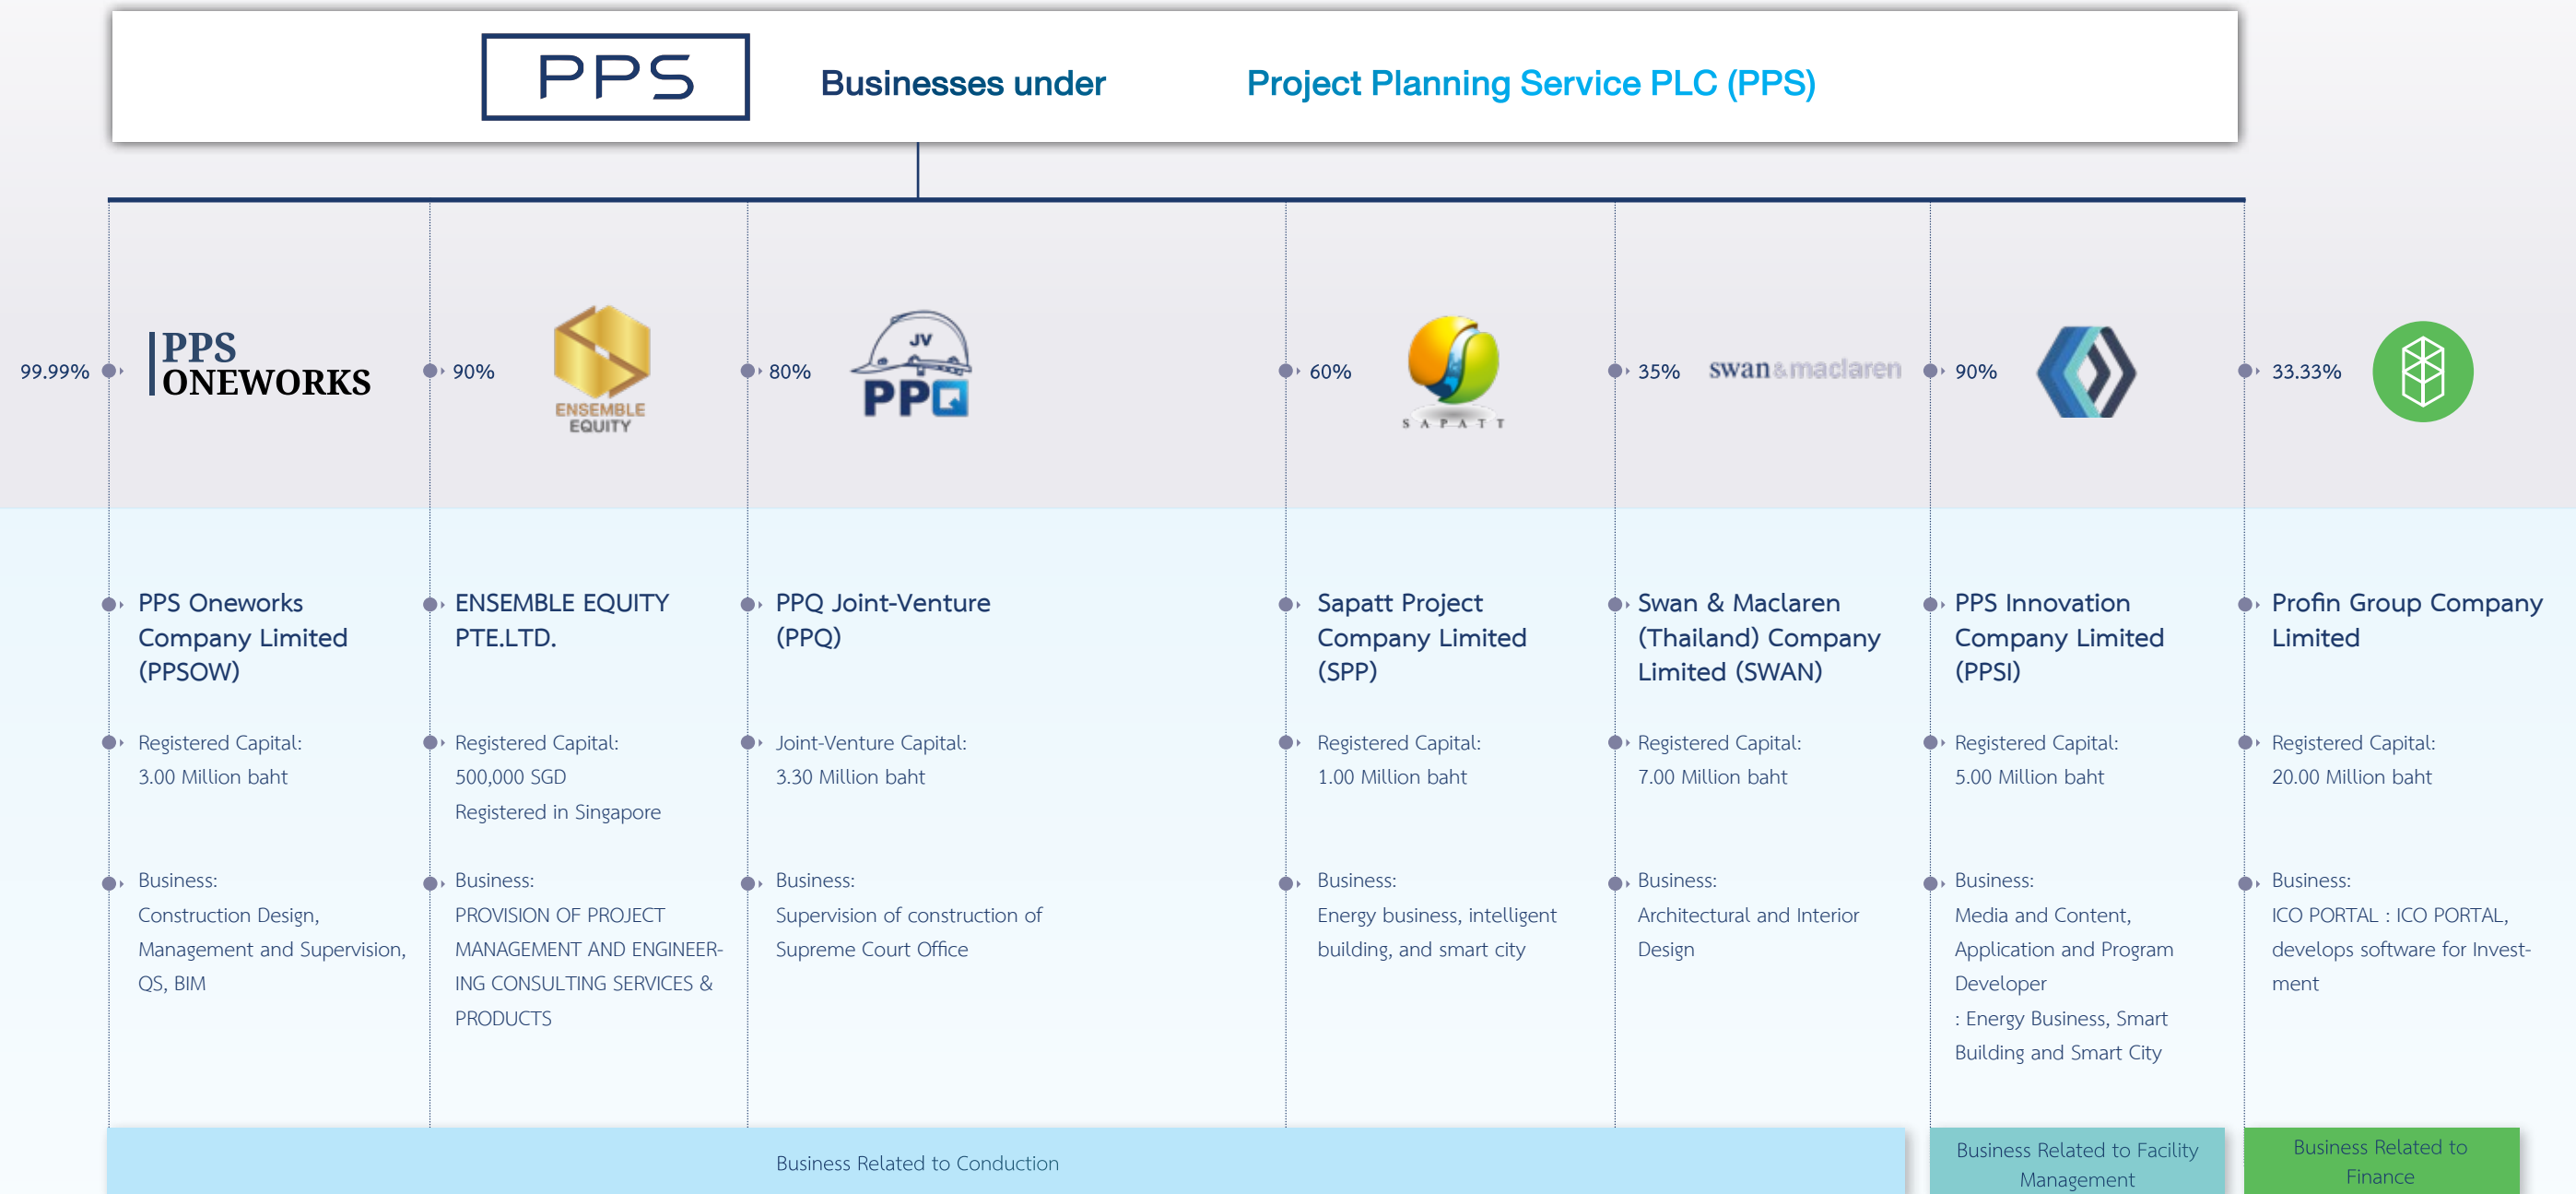 PPS
Businesses under
Project Planning Service PLC (PPS)
99.99%
PPS
ONEWORKS
90%
ENSEMBLE
EQUITY
80%
JV
PPQ
60%
SAPATT
35%
swan&maclaren
90%
33.33%
PPS Oneworks
Company Limited
(PPSOW)
Registered Capital:
3.00 Million baht
Business:
Construction Design,
Management and Supervision,
QS, BIM
ENSEMBLE EQUITY
PTE.LTD.
Registered Capital:
500,000 SGD
Registered in Singapore
Business:
PROVISION OF PROJECT
MANAGEMENT AND ENGINEER-
ING CONSULTING SERVICES &
PRODUCTS
PPQ Joint-Venture
(PPQ)
Joint-Venture Capital:
3.30 Million baht
Business:
Supervision of construction of
Supreme Court Office
Sapatt Project
Company Limited
(SPP)
Registered Capital:
1.00 Million baht
Business:
Energy business, intelligent
building, and smart city
Swan & Maclaren
(Thailand) Company
Limited (SWAN)
Registered Capital:
7.00 Million baht
Business:
Architectural and Interior
Design
PPS Innovation
Company Limited
(PPSI)
Registered Capital:
5.00 Million baht
Business:
Media and Content,
Application and Program
Developer
: Energy Business, Smart
Building and Smart City
Profin Group Company
Limited
Registered Capital:
20.00 Million baht
Business:
ICO PORTAL : ICO PORTAL,
develops software for Invest-
ment
Business Related to Conduction
Business Related to Facility
Management
Business Related to
Finance